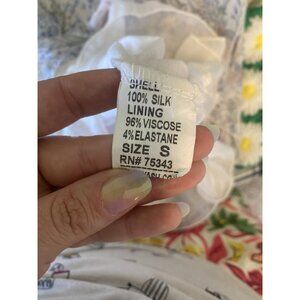 SHELL
100% SILK
LINING
96% VISCOSE
4% ELASTANE
SIZE S
RN# 75343